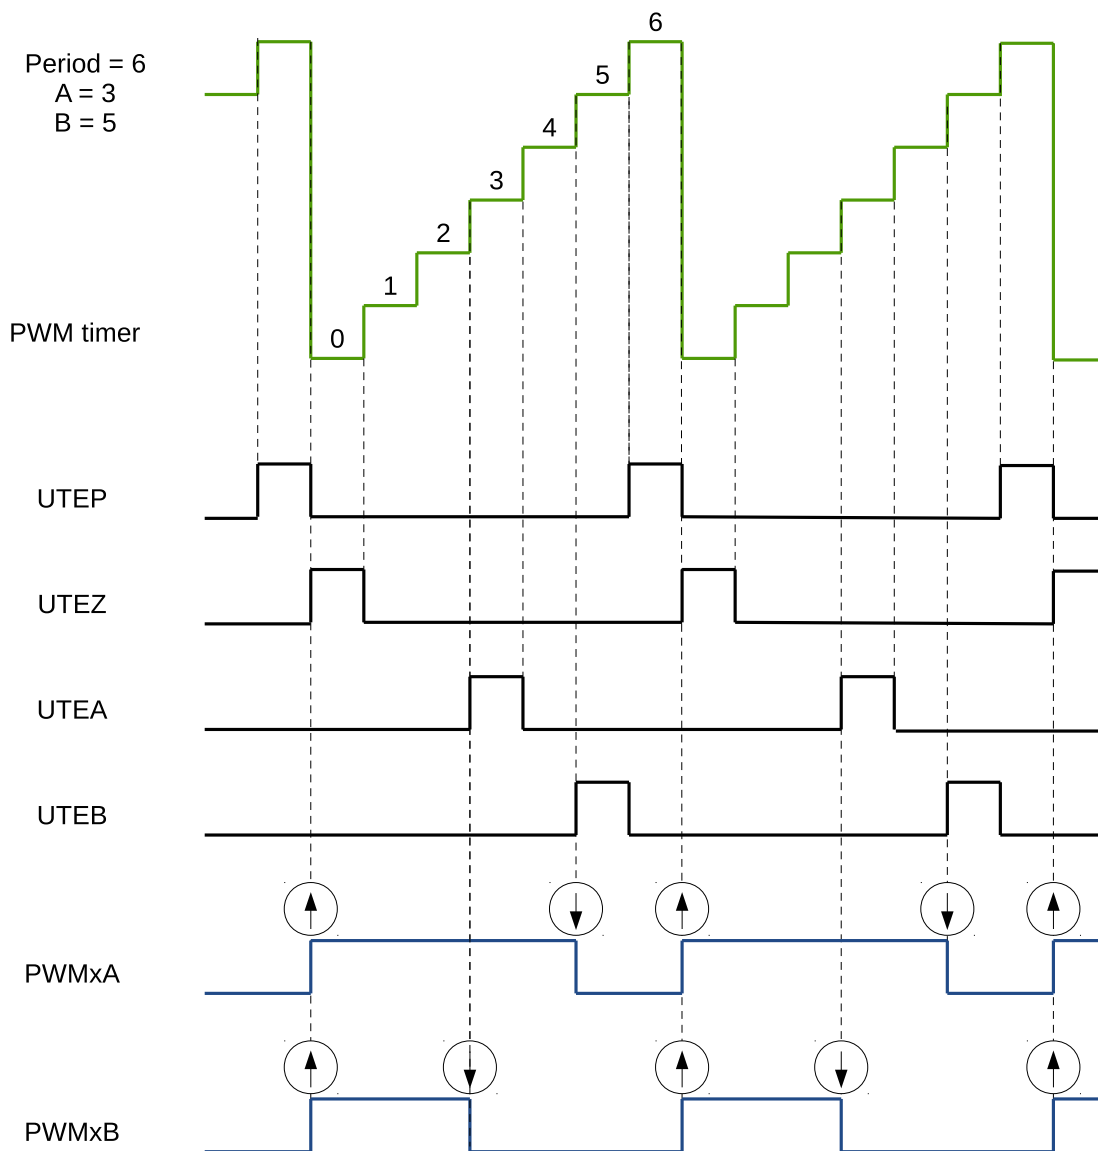 6
Period = 6
A = 3
B = 5
5
4
3
2
1
0
PWM timer
UTEP
UTEZ
UTEA
UTEB
PWMxA
PWMxB